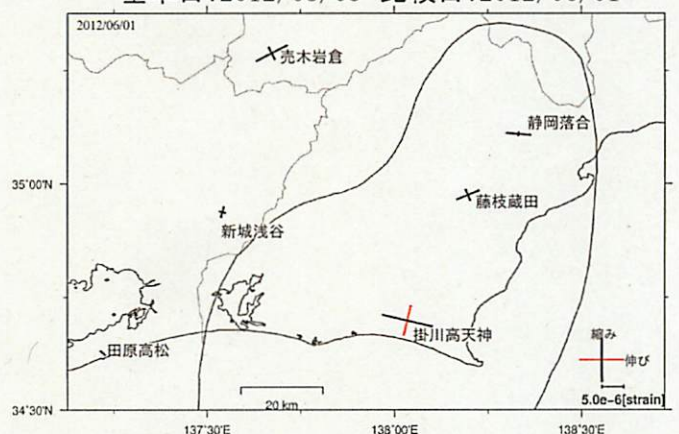 2012/06/01
売木岩倉
静岡落合
35°00'N
藤枝蔵田
新城浅谷
掛川高天神
縮み
伸び
田原高松
5.0e-6[strain]
20 km
34°30'N
137°30'E
138°00'E
138°30'E